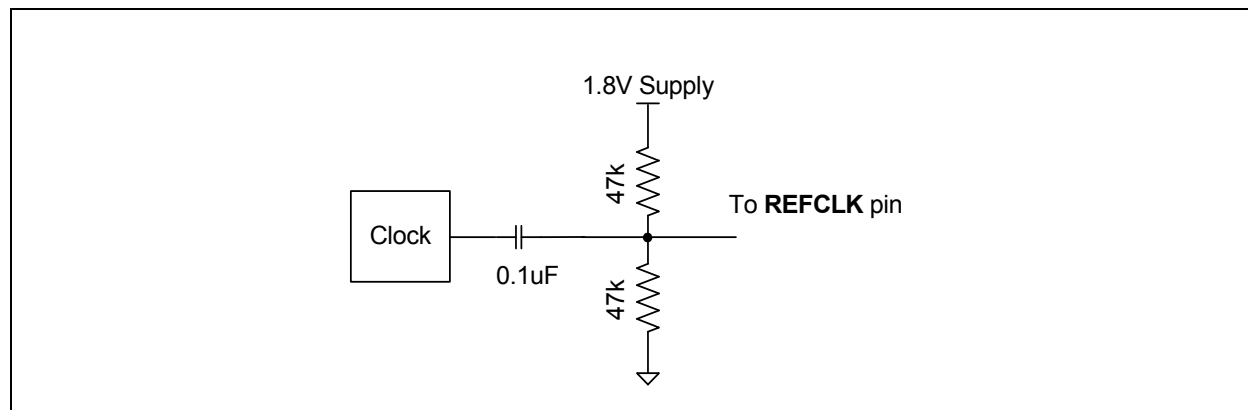 1.8V Supply
47k
To REFCLK pin
Clock
0.1uF
47k